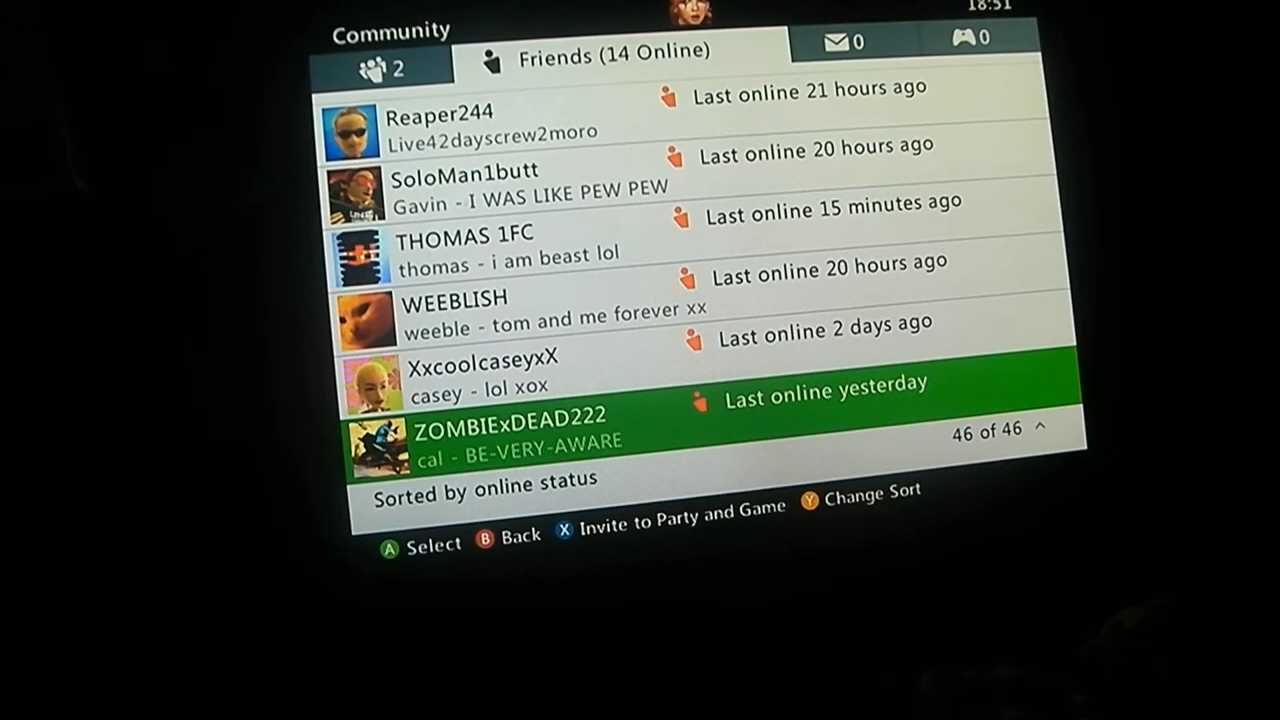 18:51
Community
2
Friends (14 Online)
0
0
Reaper244
Last online 21 hours ago
Live42dayscrew2moro
SoloMan1butt
Last online 20 hours ago
Gavin - I WAS LIKE PEW PEW
THOMAS 1FC
Last online 15 minutes ago
thomas - i am beast lol
WEEBLISH
Last online 20 hours ago
weeble - tom and me forever xx
XxcoolcaseyxX
Last online 2 days ago
casey - lol xox
ZOMBIExDEAD222
Last online yesterday
cal - BE-VERY-AWARE
46 of 46
Sorted by online status
A Select B Back X Invite to Party and Game Y Change Sort